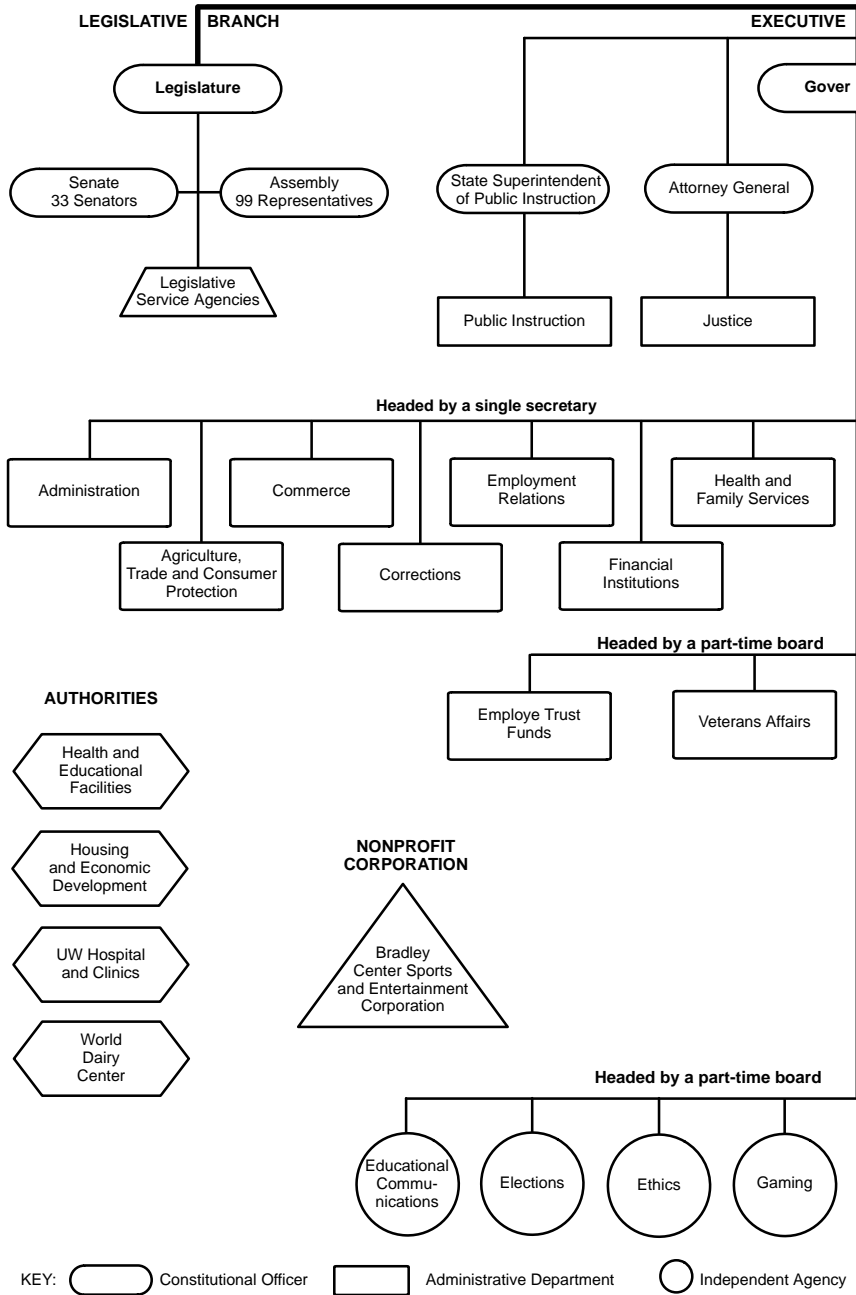 LEGISLATIVE BRANCH
EXECUTIVE
Legislature
Gover
Senate
33 Senators
Assembly
99 Representatives
State Superintendent
of Public Instruction
Attorney General
Legislative
Service Agencies
Public Instruction
Justice
Headed by a single secretary
Administration
Commerce
Employment
Relations
Health and
Family Services
Agriculture,
Trade and Consumer
Protection
Corrections
Financial
Institutions
Headed by a part-time board
Employe Trust
Funds
Veterans Affairs
AUTHORITIES
Health and
Educational
Facilities
Housing
and Economic
Development
UW Hospital
and Clinics
World
Dairy
Center
NONPROFIT
CORPORATION
Bradley
Center Sports
and Entertainment
Corporation
Headed by a part-time board
Educational
Commu-
nications
Elections
Ethics
Gaming
KEY: Constitutional Officer Administrative Department Independent Agency